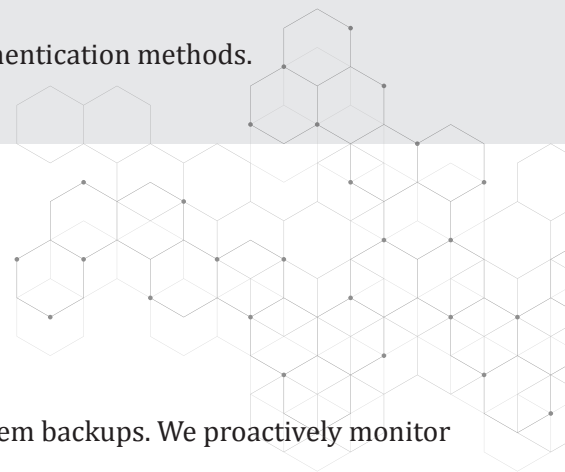 nentication methods.
em backups. We proactively monitor